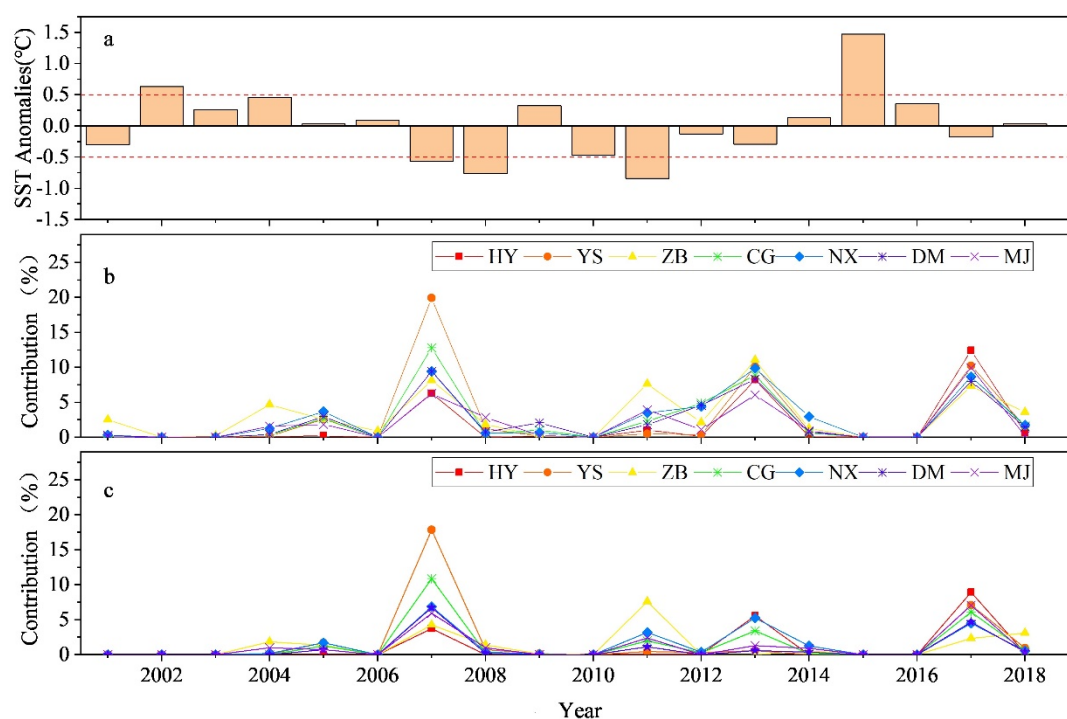 a
SST Anomalies(℃)
1.5
1.0
0.5
0.0
-0.5
-1.0
-1.5
b
HY YS ZB CG NX DM MJ
Contribution (%)
25
20
15
10
5
0
c
HY YS ZB CG NX DM MJ
Contribution (%)
25
20
15
10
5
0
2002 2004 2006 2008 2010 2012 2014 2016 2018
Year